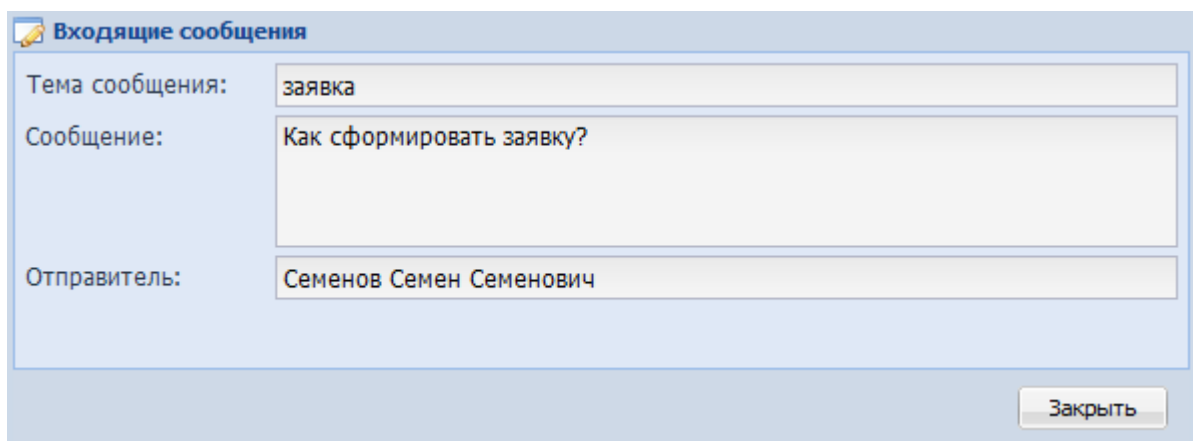 Входящие сообщения
Тема сообщения: заявка
Сообщение: Как сформировать заявку?
Отправитель: Семенов Семен Семенович
Закрыть